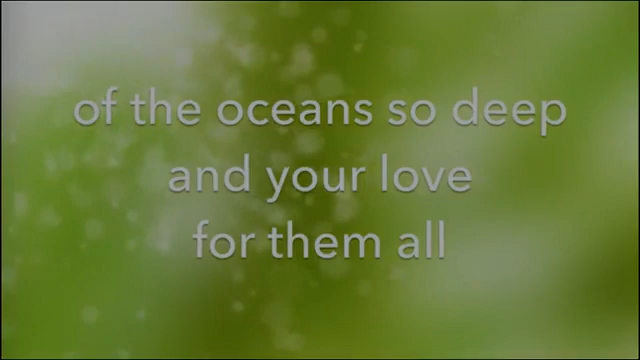 of the oceans so deep
and your love
for them all